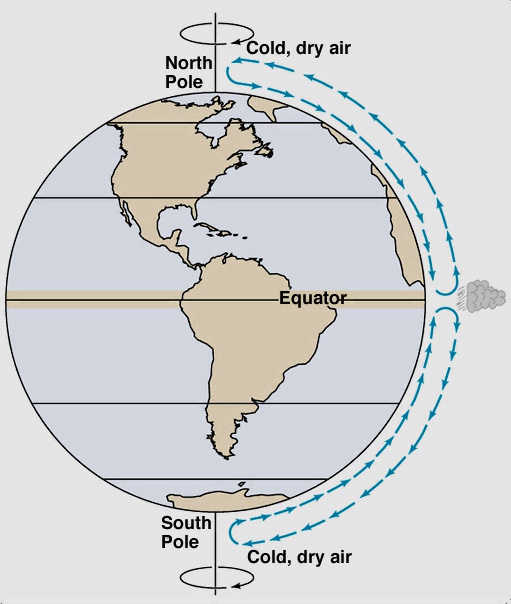 Cold, dry air
North
Pole
Equator
South
Pole
Cold, dry air